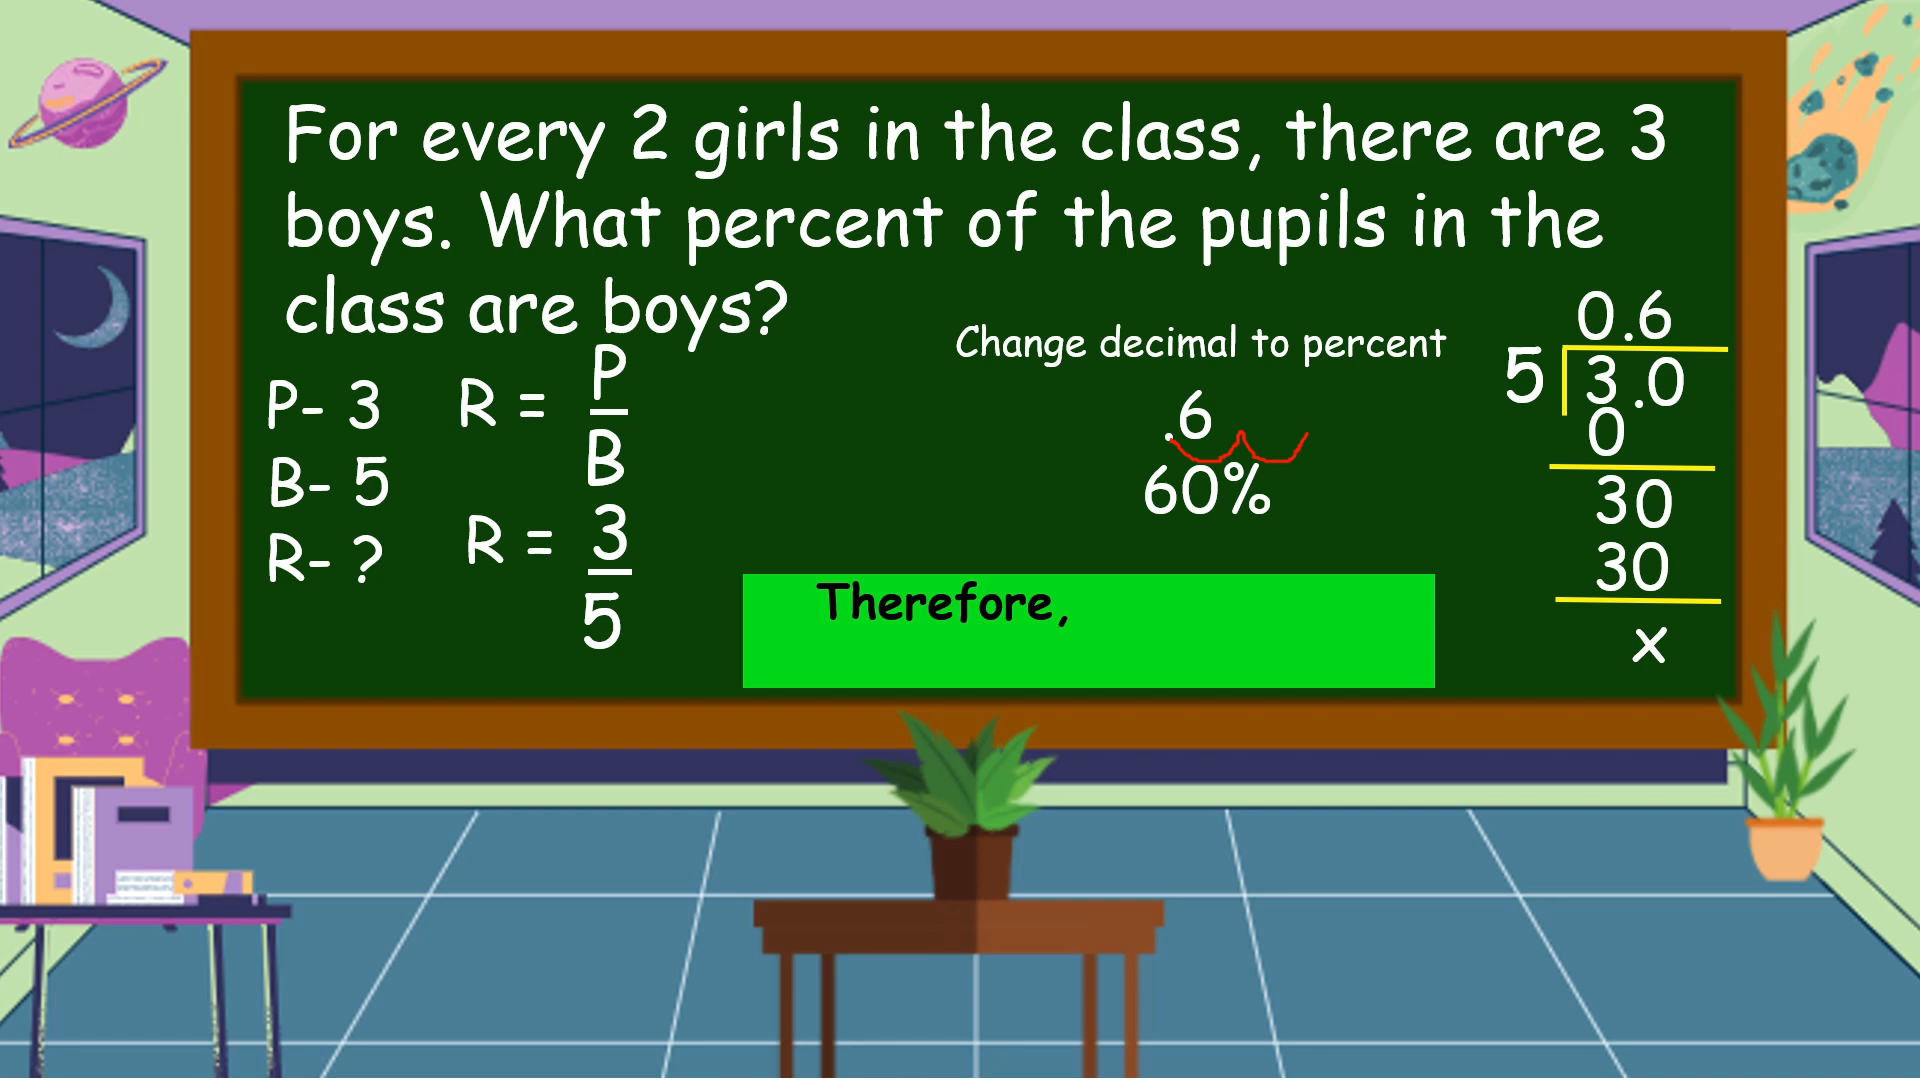 For every 2 girls in the class, there are 3
boys. What percent of the pupils in the
class are boys?
P- 3
B- 5
R- ?
R = P
B
R = 3
5
Change decimal to percent
.6
60%
0.6
5 3.0
0
30
30
x
Therefore,